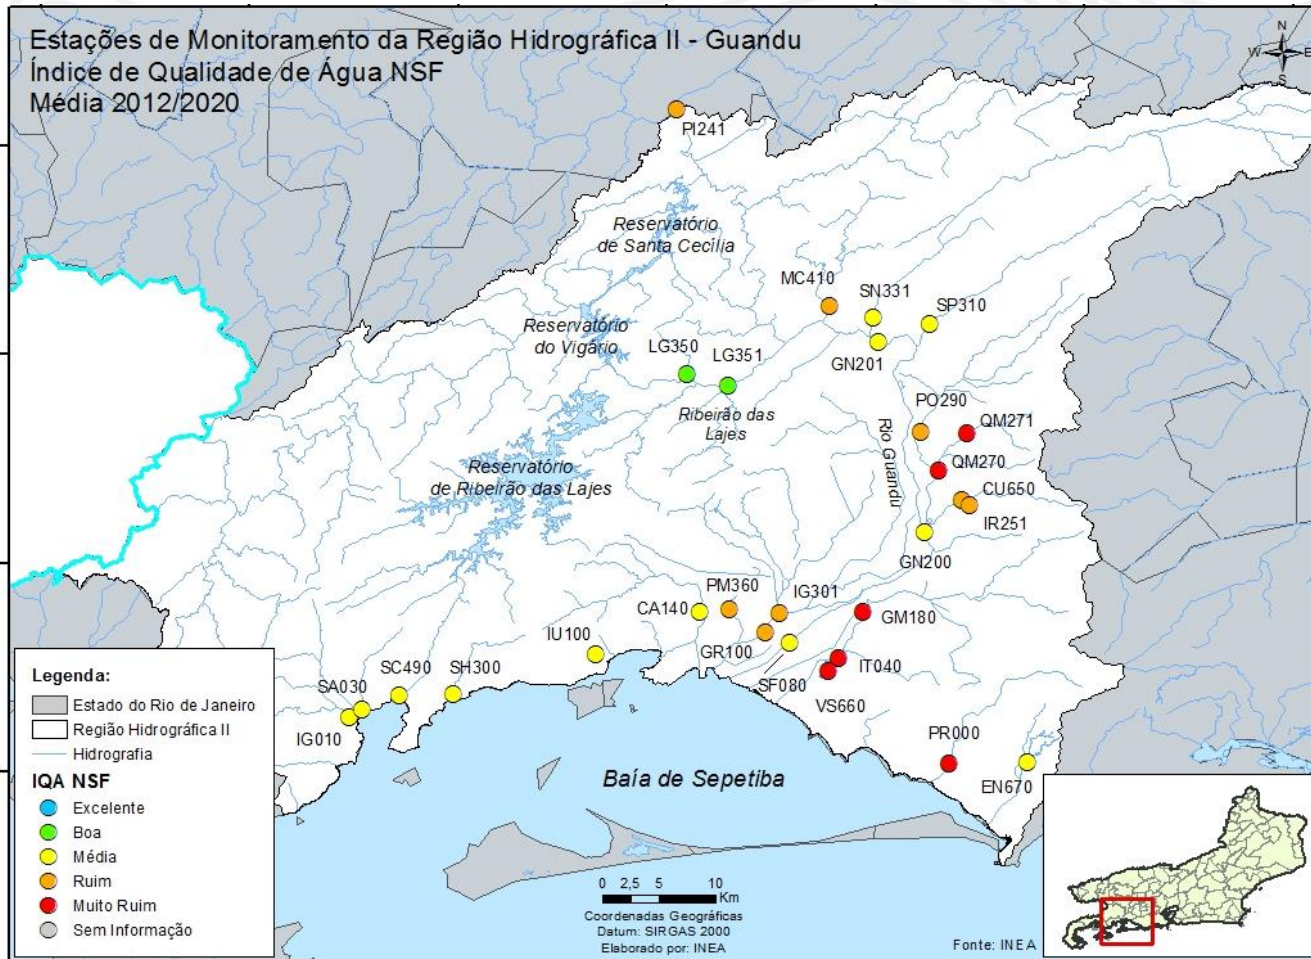 Estações de Monitoramento da Região Hidrográfica II - Guandu
Índice de Qualidade de Água NSF
Média 2012/2020
N
W
E
S
PI241
Reservatório
de Santa Cecília
MC410
SN331
SP310
Reservatório
do Vigário
LG350
LG351
GN201
Ribeirão das
Lajes
PO290
QM271
Rio Guandu
QM270
Reservatório
de Ribeirão das Lajes
CU650
IR251
GN200
CA140
PM360
IG301
GM180
IU100
GR100
SF080
IT040
VS660
SA030
SC490
SH300
IG010
PR000
EN670
Baía de Sepetiba
Legenda:
Estado do Rio de Janeiro
Região Hidrográfica II
Hidrografia
IQA NSF
Excelente
Boa
Média
Ruim
Muito Ruim
Sem Informação
0 2,5 5 10
Km
Coordenadas Geográficas
Datum: SIRGAS 2000
Elaborado por: INEA
Fonte: INEA